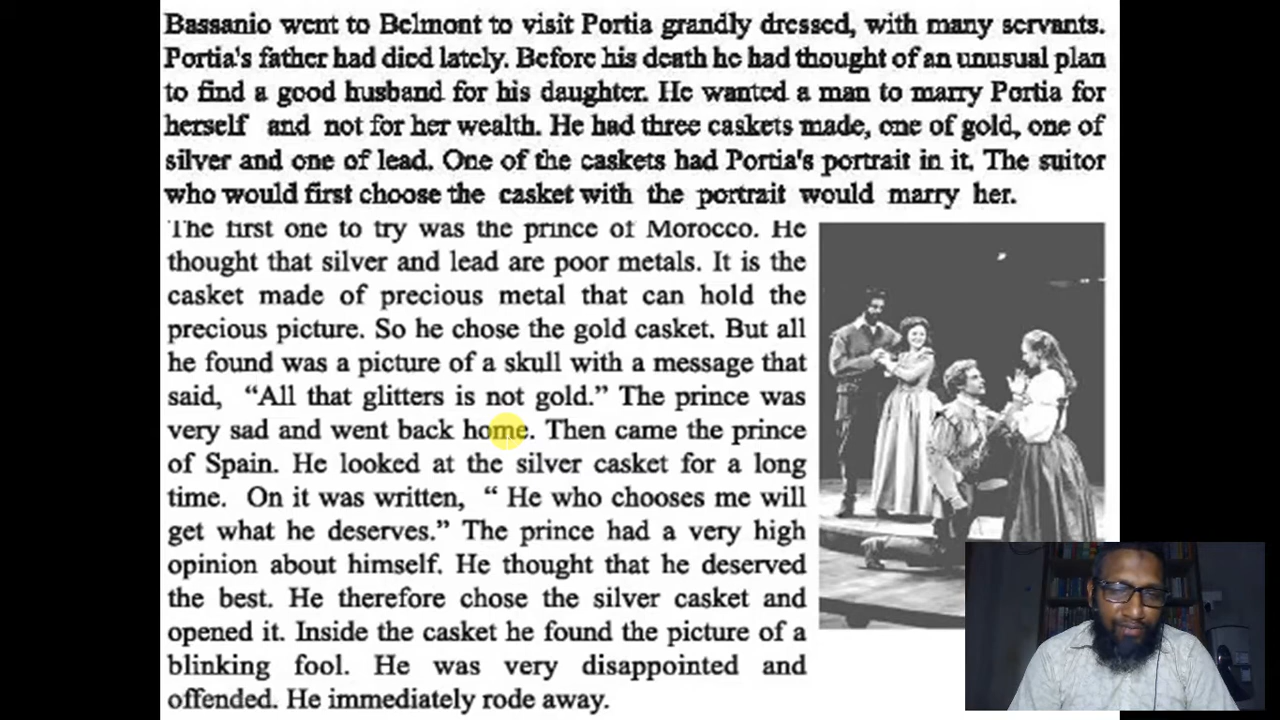 Bassanio went to Belmont to visit Portia grandly dressed, with many servants.
Portia's father had died lately. Before his death he had thought of an unusual plan
to find a good husband for his daughter. He wanted a man to marry Portia for
herself and not for her wealth. He had three caskets made, one of gold, one of
silver and one of lead. One of the caskets had Portia's portrait in it. The suitor
who would first choose the casket with the portrait would marry her.
The first one to try was the prince of Morocco. He
thought that silver and lead are poor metals. It is the
casket made of precious metal that can hold the
precious picture. So he chose the gold casket. But all
he found was a picture of a skull with a message that
said, “All that glitters is not gold.” The prince was
very sad and went back home. Then came the prince
of Spain. He looked at the silver casket for a long
time. On it was written, “ He who chooses me will
get what he deserves.” The prince had a very high
opinion about himself. He thought that he deserved
the best. He therefore chose the silver casket and
opened it. Inside the casket he found the picture of a
blinking fool. He was very disappointed and
offended. He immediately rode away.